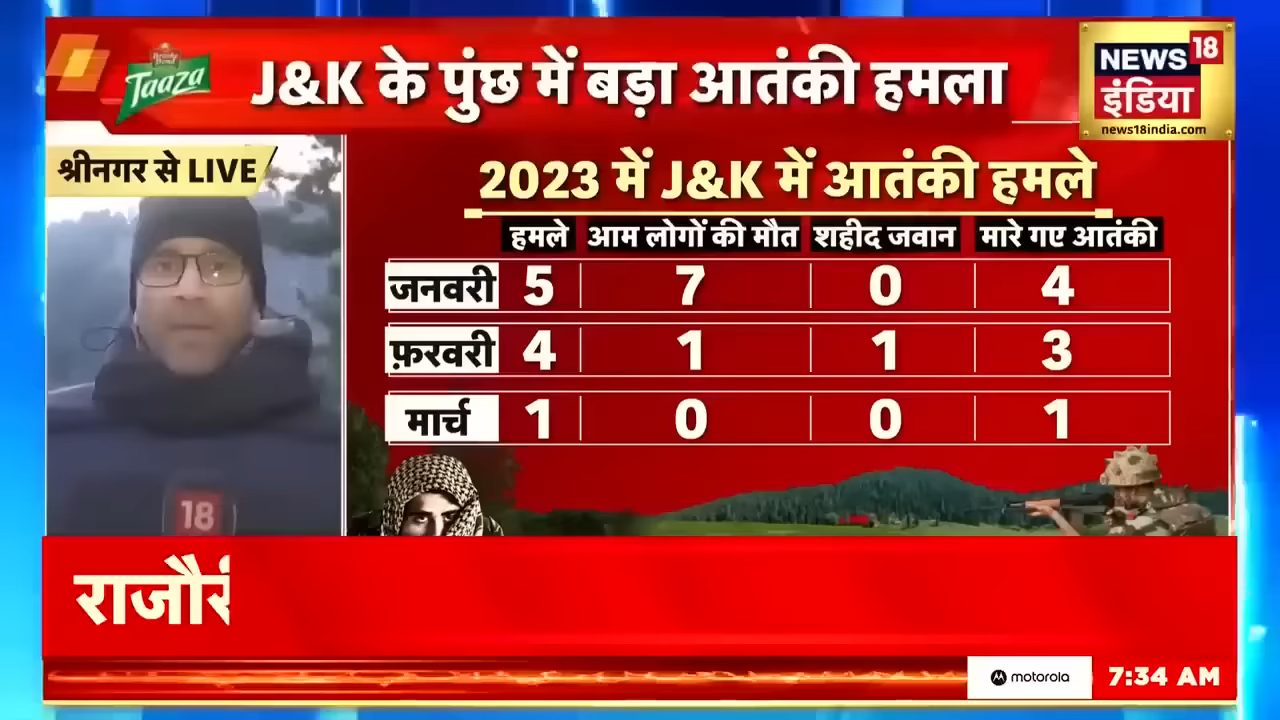 J&K के पुंछ में बड़ा आतंकी हमला
Brooke Bond
Taaza
NEWS 18
इंडिया
news18india.com
श्रीनगर से LIVE
2023 में J&K में आतंकी हमले
हमले आम लोगों की मौत शहीद जवान मारे गए आतंकी
जनवरी 5 7 0 4
फ़रवरी 4 1 1 3
मार्च 1 0 0 1
18
motorola
7:34 AM